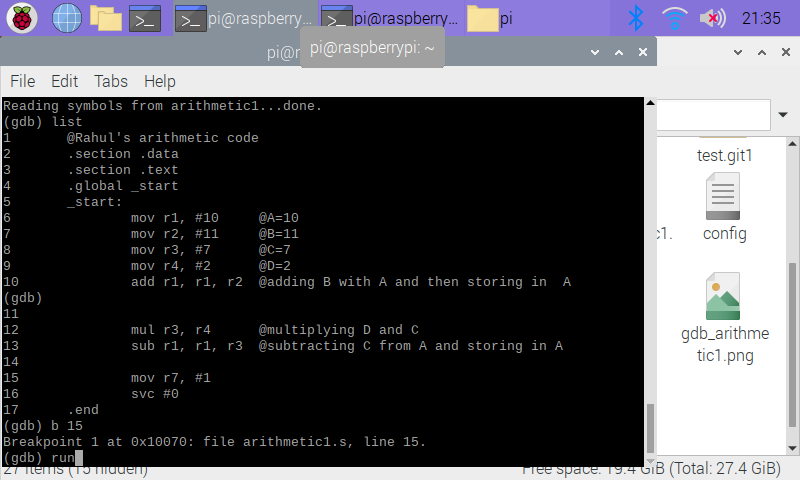 pi@raspberry... pi@raspberry... pi 21:35
pi@raspberrypi: ~
File Edit Tabs Help
Reading symbols from arithmetic1...done.
(gdb) list
1 @Rahul's arithmetic code
2 .section .data
3 .section .text
4 .global _start
5 _start:
6 mov r1, #10 @A=10
7 mov r2, #11 @B=11
8 mov r3, #7 @C=7
9 mov r4, #2 @D=2
10 add r1, r1, r2 @adding B with A and then storing in A
(gdb)
11
12 mul r3, r4 @multiplying D and C
13 sub r1, r1, r3 @subtracting C from A and storing in A
14
15 mov r7, #1
16 svc #0
17 .end
(gdb) b 15
Breakpoint 1 at 0x10070: file arithmetic1.s, line 15.
(gdb) run
test.git1
config
gdb_arithme
tic1.png
27 items (15 hidden) Free space: 19.4 GiB (Total: 27.4 GiB)